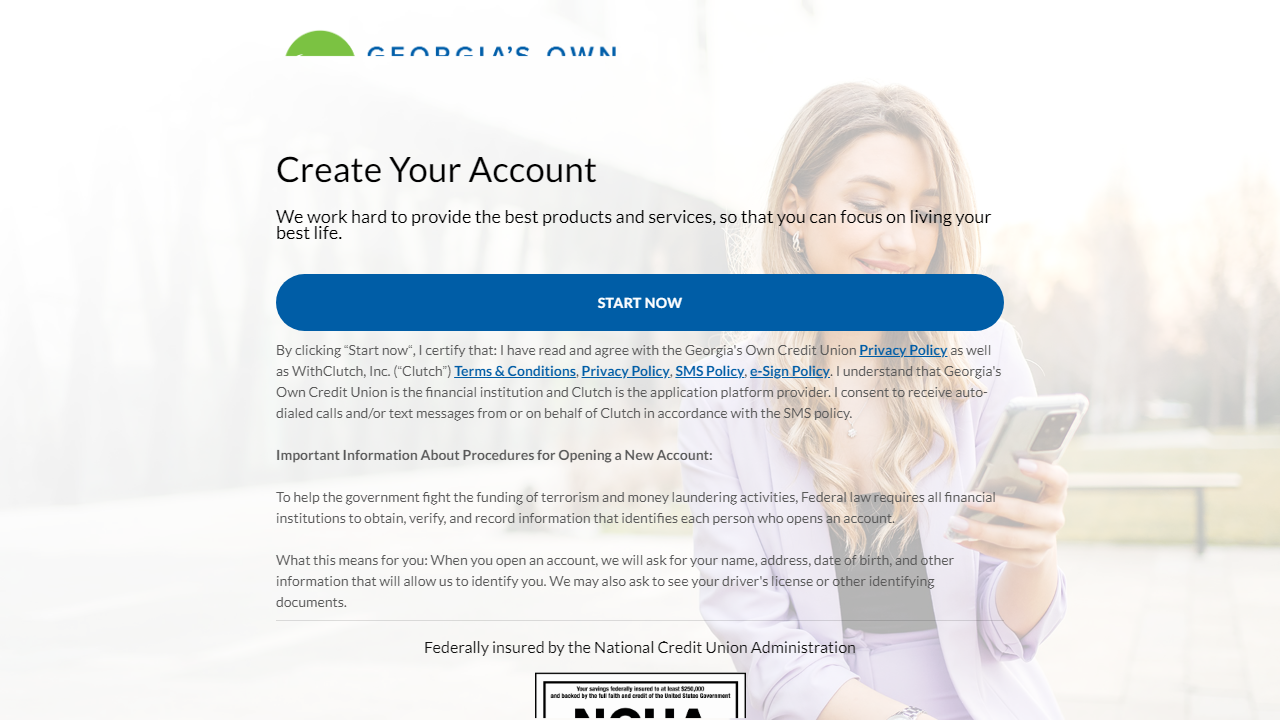 GEORGIA'S OWN
Create Your Account
We work hard to provide the best products and services, so that you can focus on living your
best life.
START NOW
By clicking “Start now“, I certify that: I have read and agree with the Georgia's Own Credit Union Privacy Policy as well
as WithClutch, Inc. (“Clutch”) Terms & Conditions, Privacy Policy, SMS Policy, e-Sign Policy. I understand that Georgia's
Own Credit Union is the financial institution and Clutch is the application platform provider. I consent to receive auto-
dialed calls and/or text messages from or on behalf of Clutch in accordance with the SMS policy.
Important Information About Procedures for Opening a New Account:
To help the government fight the funding of terrorism and money laundering activities, Federal law requires all financial
institutions to obtain, verify, and record information that identifies each person who opens an account.
What this means for you: When you open an account, we will ask for your name, address, date of birth, and other
information that will allow us to identify you. We may also ask to see your driver's license or other identifying
documents.
Federally insured by the National Credit Union Administration
Your savings federally insured to at least $250,000
and backed by the full faith and credit of the United States Government
NCUA